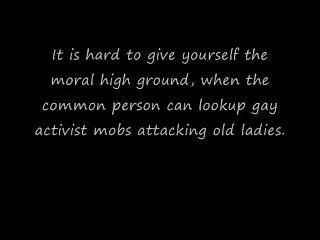 It is hard to give yourself the
moral high ground, when the
common person can lookup gay
activist mobs attacking old ladies.